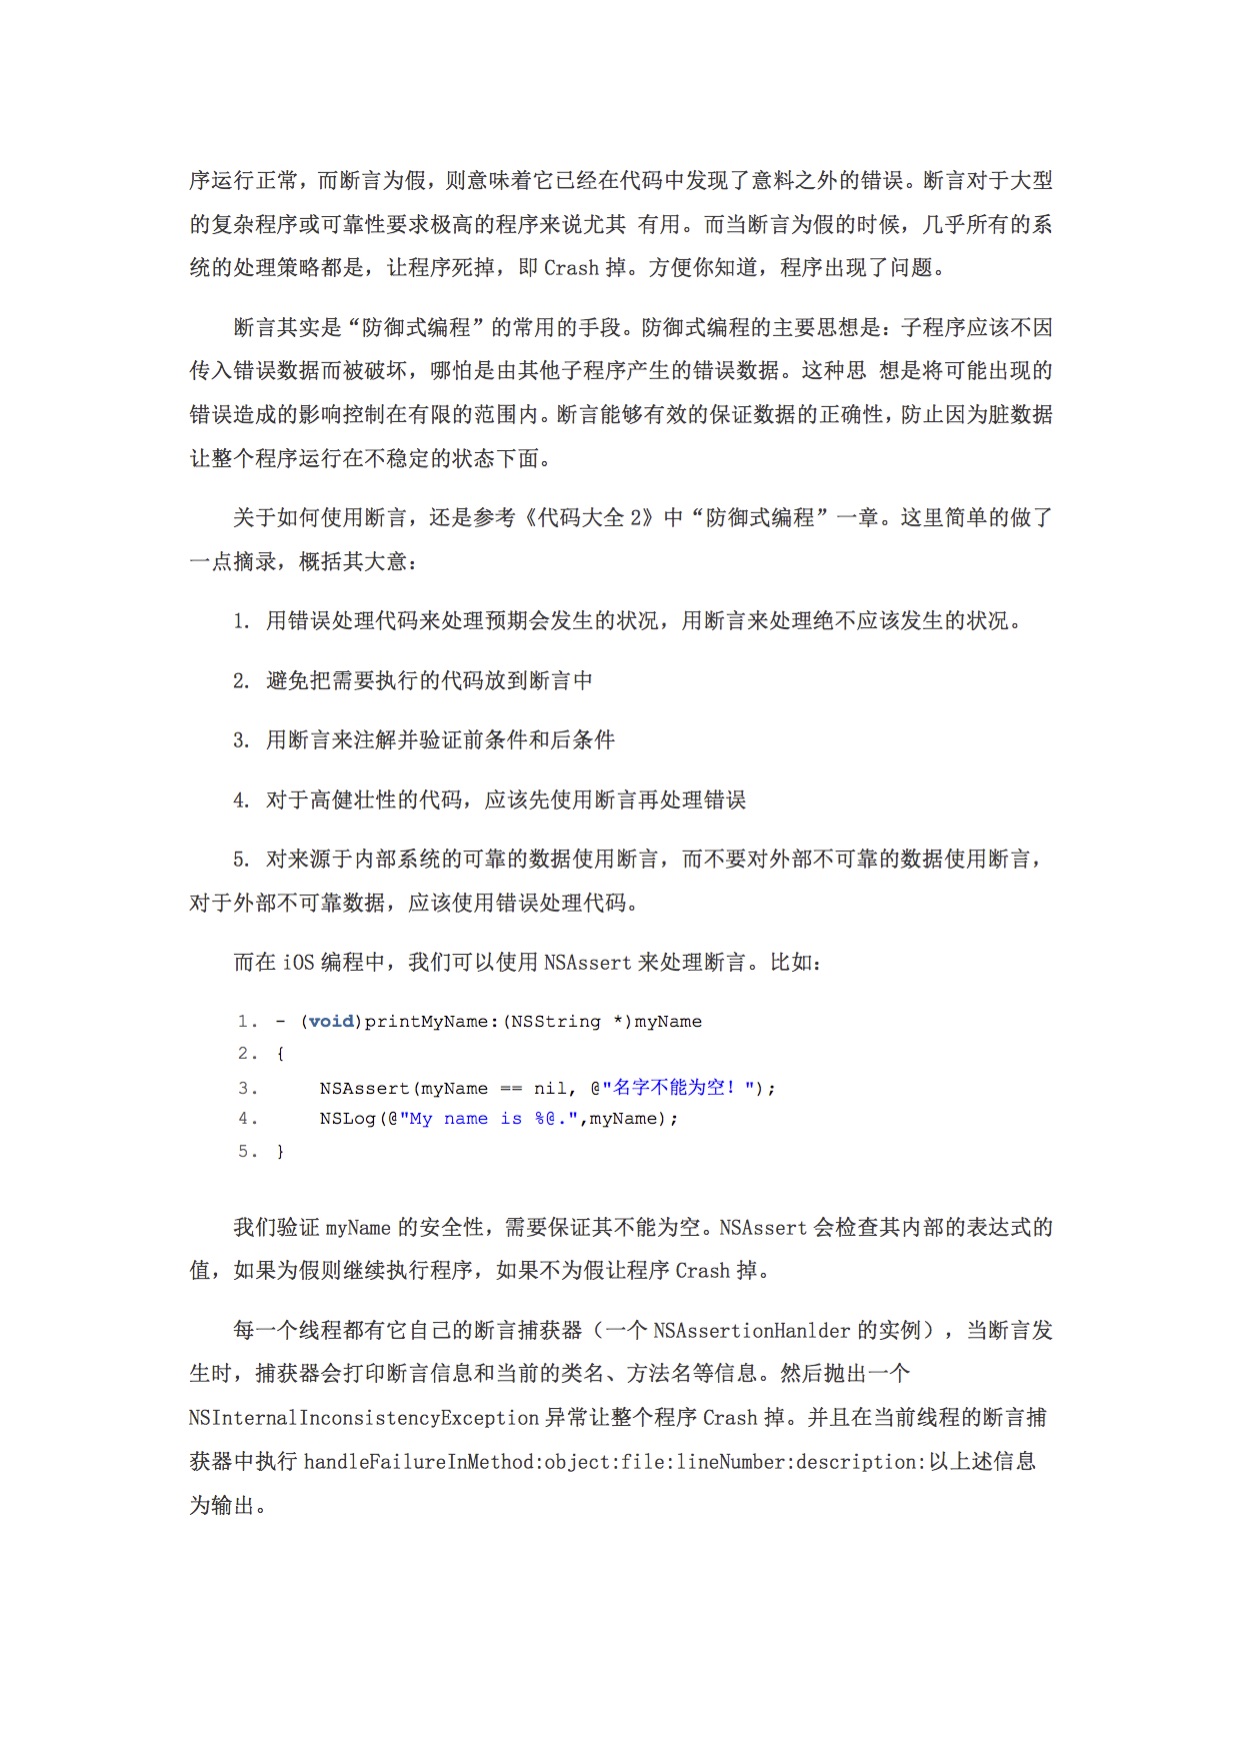 序运行正常，而断言为假，则意味着它已经在代码中发现了意料之外的错误。断言对于大型
的复杂程序或可靠性要求极高的程序来说尤其 有用。而当断言为假的时候，几乎所有的系
统的处理策略都是，让程序死掉，即 Crash 掉。方便你知道，程序出现了问题。
断言其实是“防御式编程”的常用的手段。防御式编程的主要思想是：子程序应该不因
传入错误数据而被破坏，哪怕是由其他子程序产生的错误数据。这种思 想是将可能出现的
错误造成的影响控制在有限的范围内。断言能够有效的保证数据的正确性，防止因为脏数据
让整个程序运行在不稳定的状态下面。
关于如何使用断言，还是参考《代码大全 2》中“防御式编程”一章。这里简单的做了
一点摘录，概括其大意：
1. 用错误处理代码来处理预期会发生的状况，用断言来处理绝不应该发生的状况。
2. 避免把需要执行的代码放到断言中
3. 用断言来注解并验证前条件和后条件
4. 对于高健壮性的代码，应该先使用断言再处理错误
5. 对来源于内部系统的可靠的数据使用断言，而不要对外部不可靠的数据使用断言，
对于外部不可靠数据，应该使用错误处理代码。
而在 iOS 编程中，我们可以使用 NSAssert 来处理断言。比如：
1. - (void)printMyName:(NSString *)myName
2. {
3.     NSAssert(myName == nil, @"名字不能为空！");
4.     NSLog(@"My name is %@.",myName);
5. }
我们验证 myName 的安全性，需要保证其不能为空。NSAssert 会检查其内部的表达式的
值，如果为假则继续执行程序，如果不为假让程序 Crash 掉。
每一个线程都有它自己的断言捕获器（一个 NSAssertionHanlder 的实例），当断言发
生时，捕获器会打印断言信息和当前的类名、方法名等信息。然后抛出一个
NSInternalInconsistencyException 异常让整个程序 Crash 掉。并且在当前线程的断言捕
获器中执行 handleFailureInMethod:object:file:lineNumber:description:以上述信息
为输出。